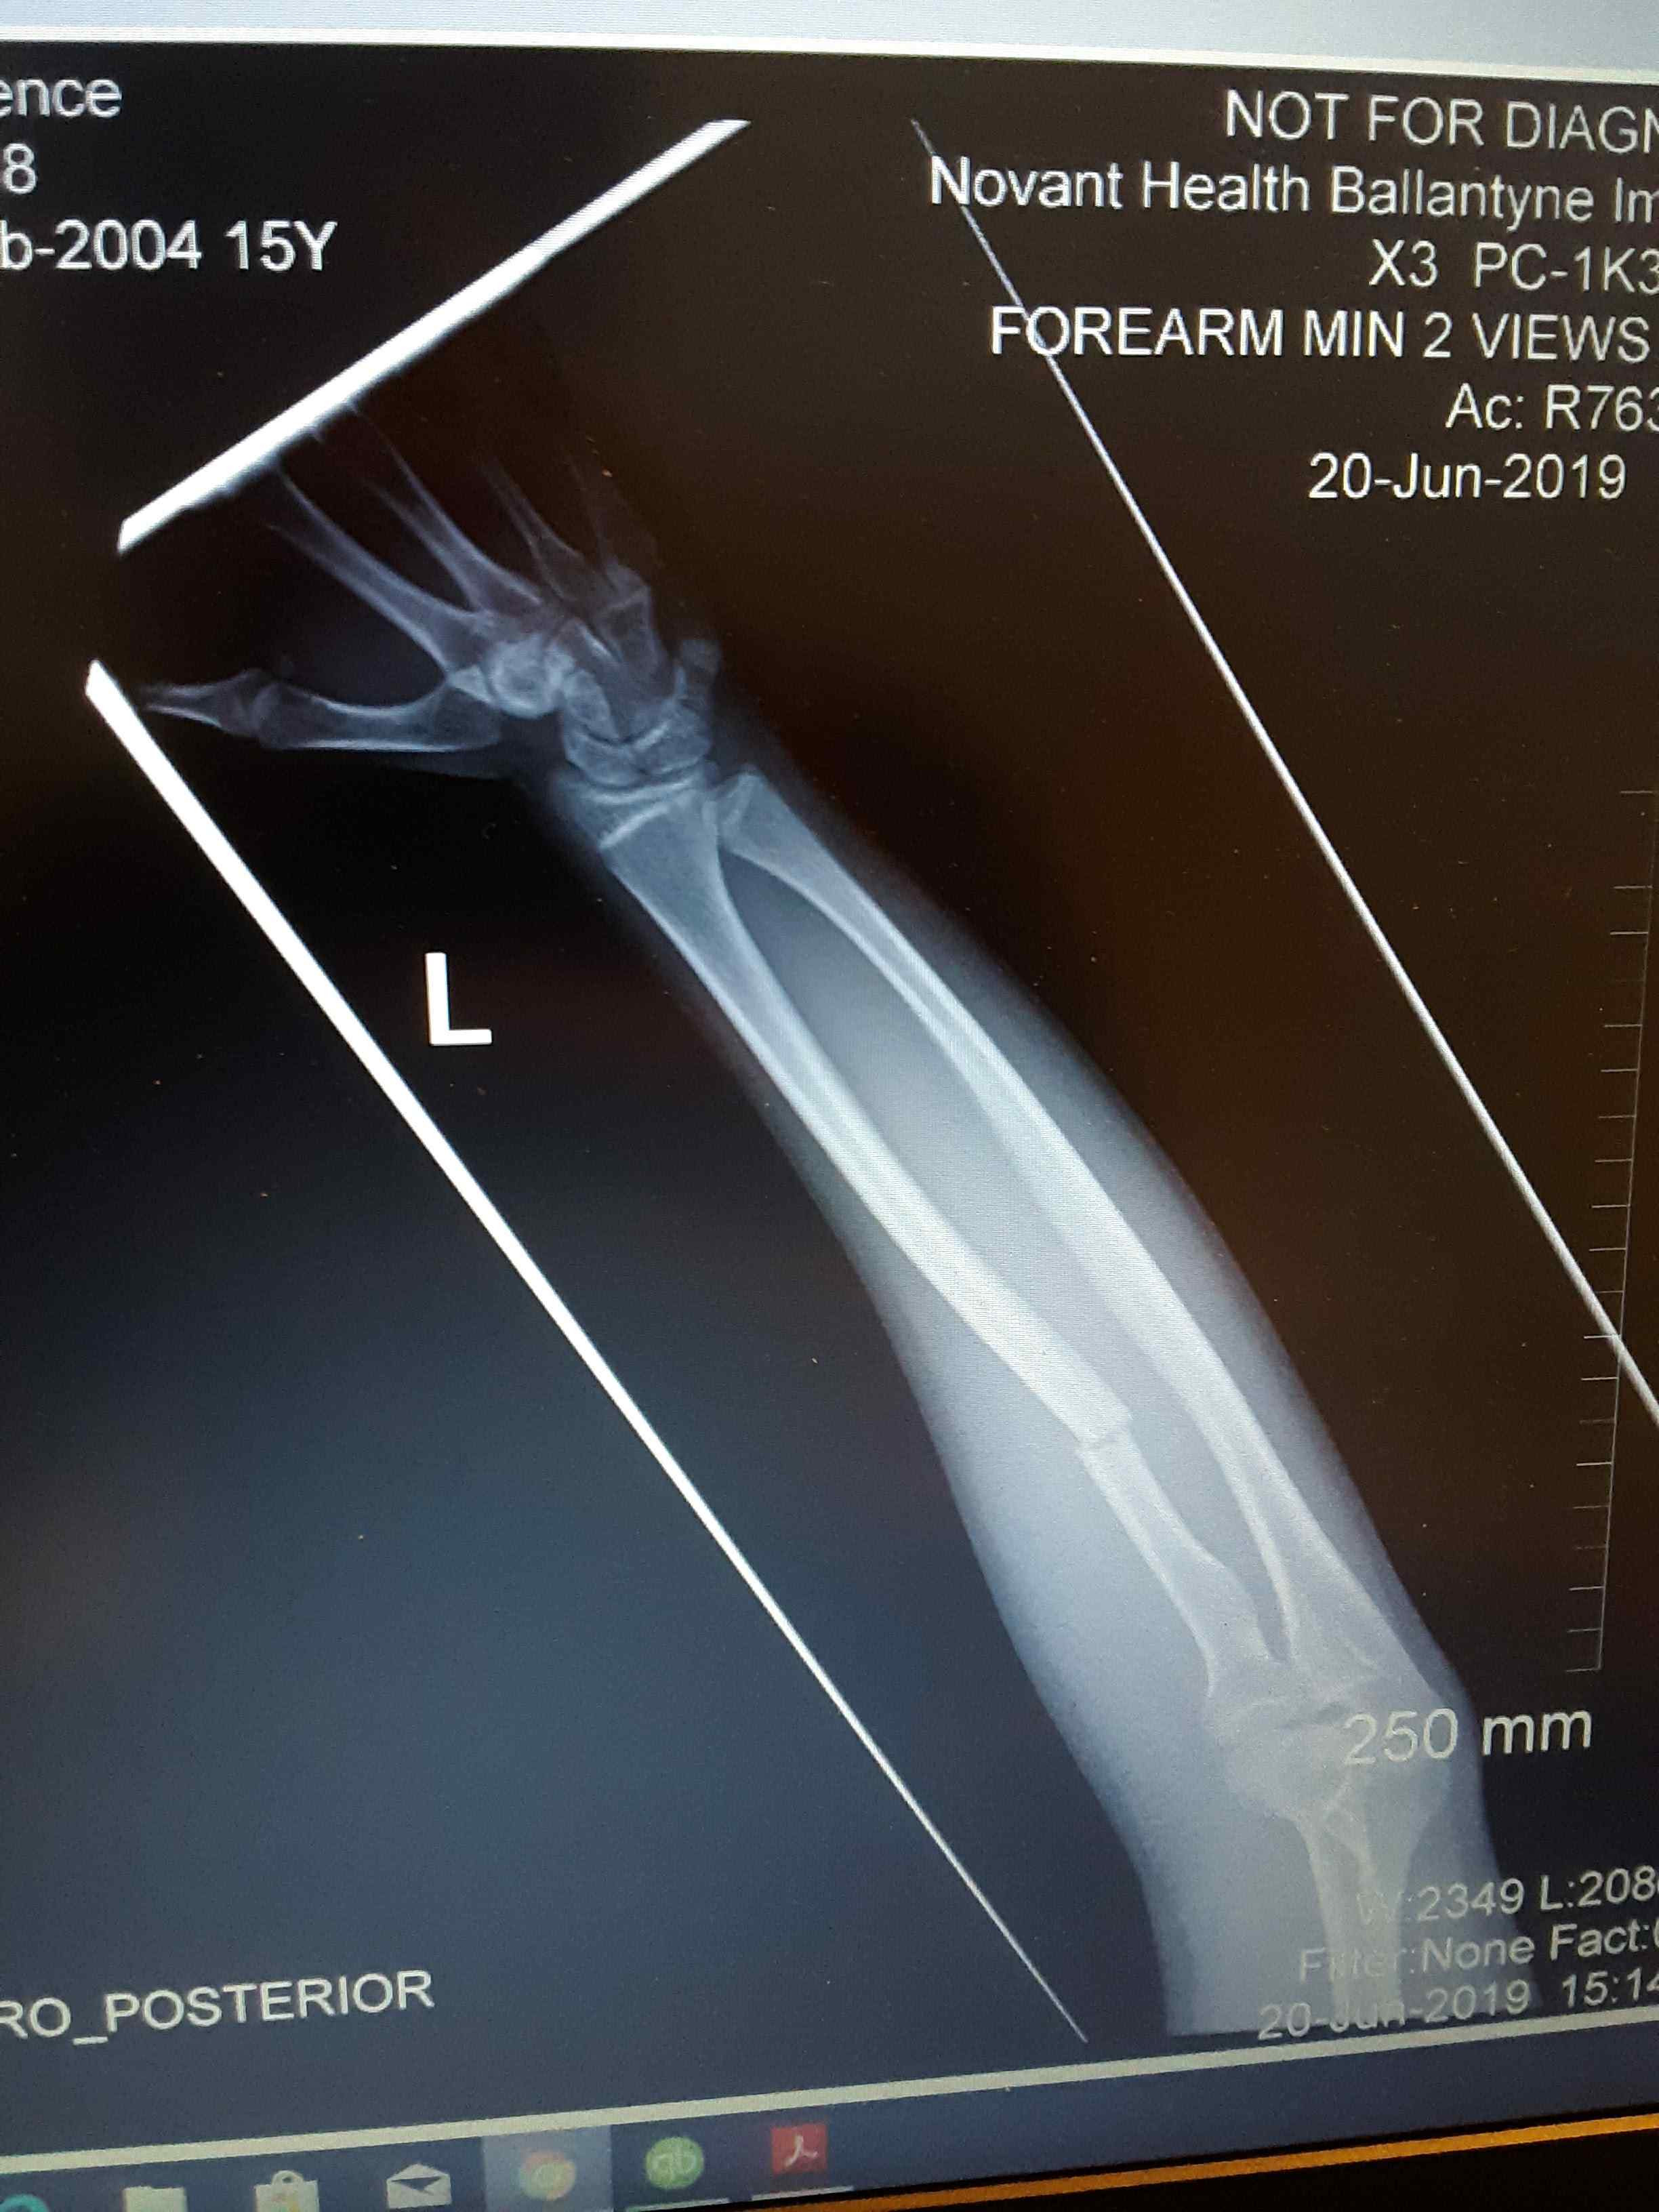 ence
8
b-2004 15Y
NOT FOR DIAGN
Novant Health Ballantyne Im
X3 PC-1K3
FOREARM MIN 2 VIEWS
Ac: R763
20-Jun-2019
L
250 mm
W:2349 L:208
Filter:None Fact:
20-Jun-2019 15:14
RO_POSTERIOR
qb